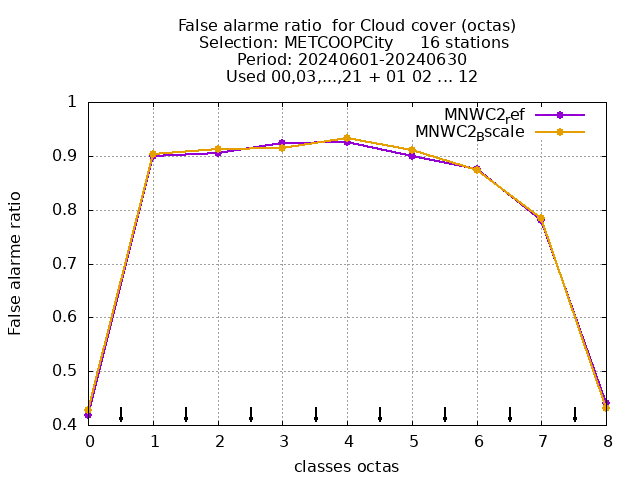 False alarme ratio  for Cloud cover (octas)
Selection: METCOOPCity     16 stations
Period: 20240601-20240630
Used 00,03,...,21 + 01 02 ... 12
MNWC2ref
MNWC2Bscale
1
0.9
0.8
0.7
0.6
0.5
0.4
False alarme ratio
0 1 2 3 4 5 6 7 8
classes octas